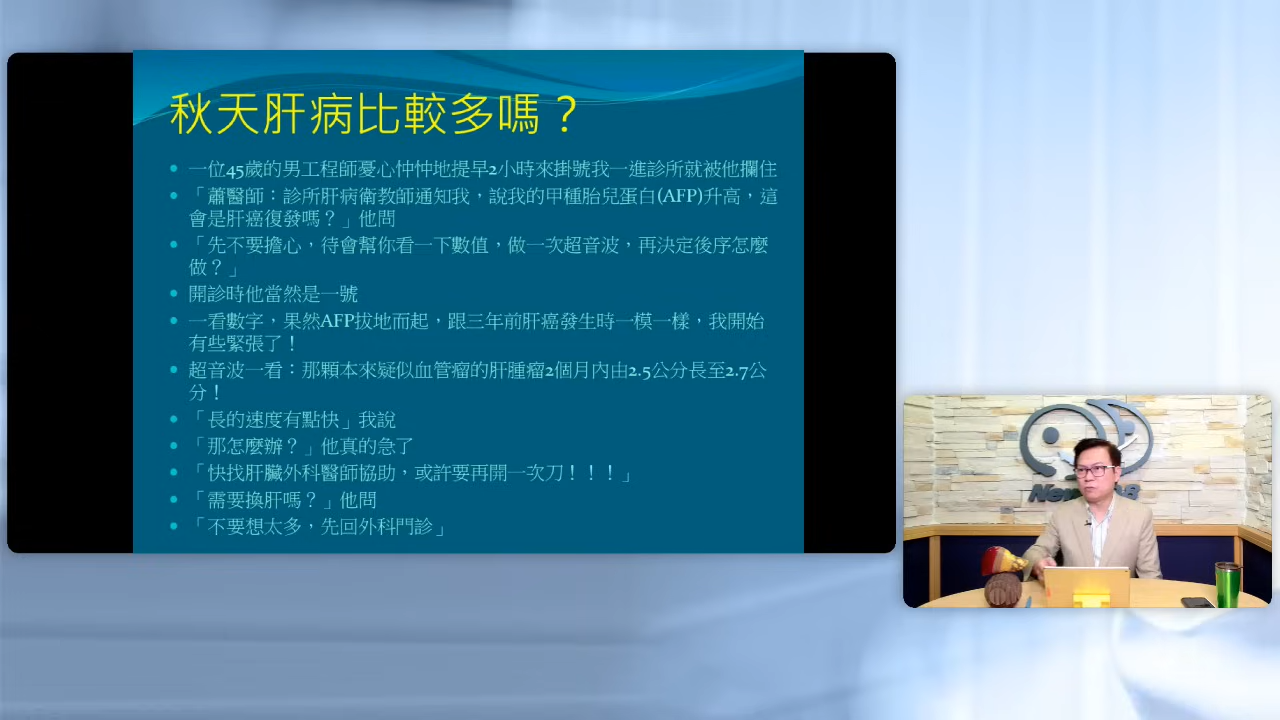 秋天肝病比較多嗎？
一位45歲的男工程師憂心忡忡地提早2小時來掛號我一進診所就被他攔住
「蕭醫師：診所肝病衛教師通知我，說我的甲種胎兒蛋白(AFP)升高，這
會是肝癌復發嗎？」他問
「先不要擔心，待會幫你看一下數值，做一次超音波，再決定後序怎麼
做？」
開診時他當然是一號
一看數字，果然AFP拔地而起，跟三年前肝癌發生時一模一樣，我開始
有些緊張了！
超音波一看：那顆本來疑似血管瘤的肝腫瘤2個月內由2.5公分長至2.7公
分！
「長的速度有點快」我說
「那怎麼辦？」他真的急了
「快找肝臟外科醫師協助，或許要再開一次刀！！！」
「需要換肝嗎？」他問
「不要想太多，先回外科門診」